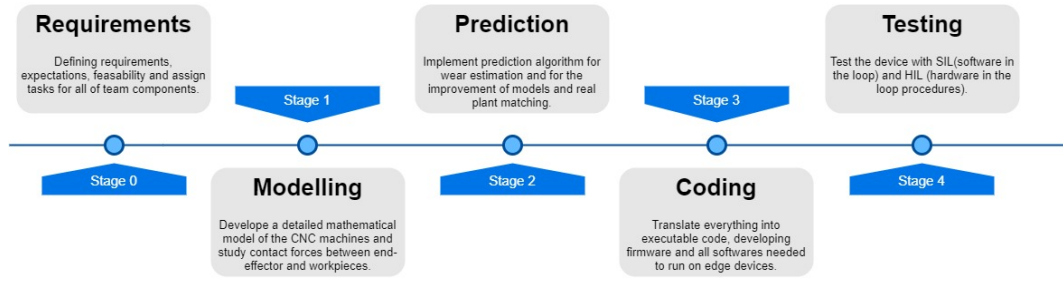 Requirements
Defining requirements,
expectations, feasability and assign
tasks for all of team components.
Stage 0
Stage 1
Modelling
Develope a detailed mathematical
model of the CNC machines and
study contact forces between end-
effector and workpieces.
Prediction
Implement prediction algorithm for
wear estimation and for the
improvement of models and real
plant matching.
Stage 2
Stage 3
Coding
Translate everything into
executable code, developing
firmware and all softwares needed
to run on edge devices.
Testing
Test the device with SIL(software in
the loop) and HIL (hardware in the
loop procedures).
Stage 4